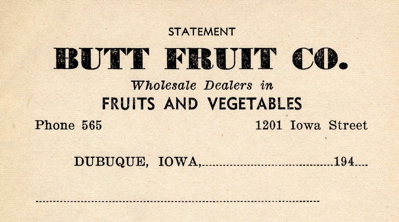 STATEMENT
BUTT FRUIT CO.
Wholesale Dealers in
FRUITS AND VEGETABLES
Phone 565 1201 Iowa Street
DUBUQUE, IOWA,..............................194....